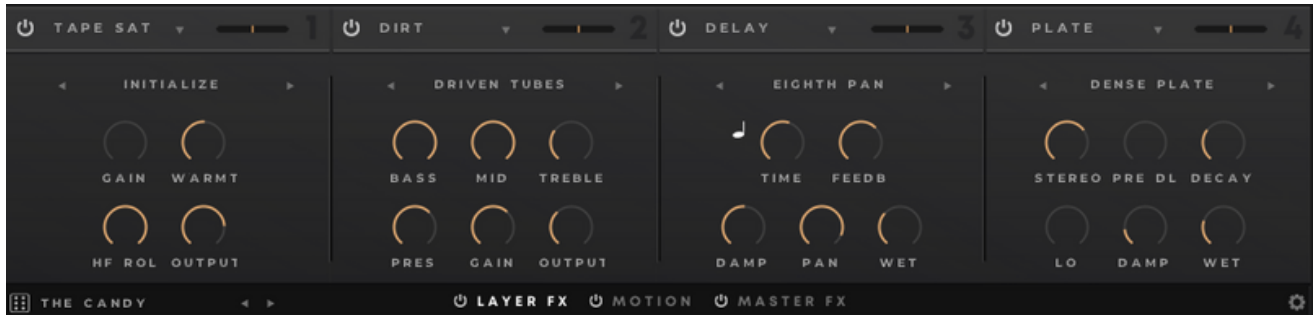 TAPE SAT 1 DIRT 2 DELAY 3 PLATE 4
INITIALIZE DRIVEN TUBES EIGHTH PAN DENSE PLATE
GAIN WARMT BASS MID TREBLE TIME FEEDB STEREO PRE DL DECAY
HF ROL OUTPUT PRES GAIN OUTPUT DAMP PAN WET LO DAMP WET
THE CANDY LAYER FX MOTION MASTER FX